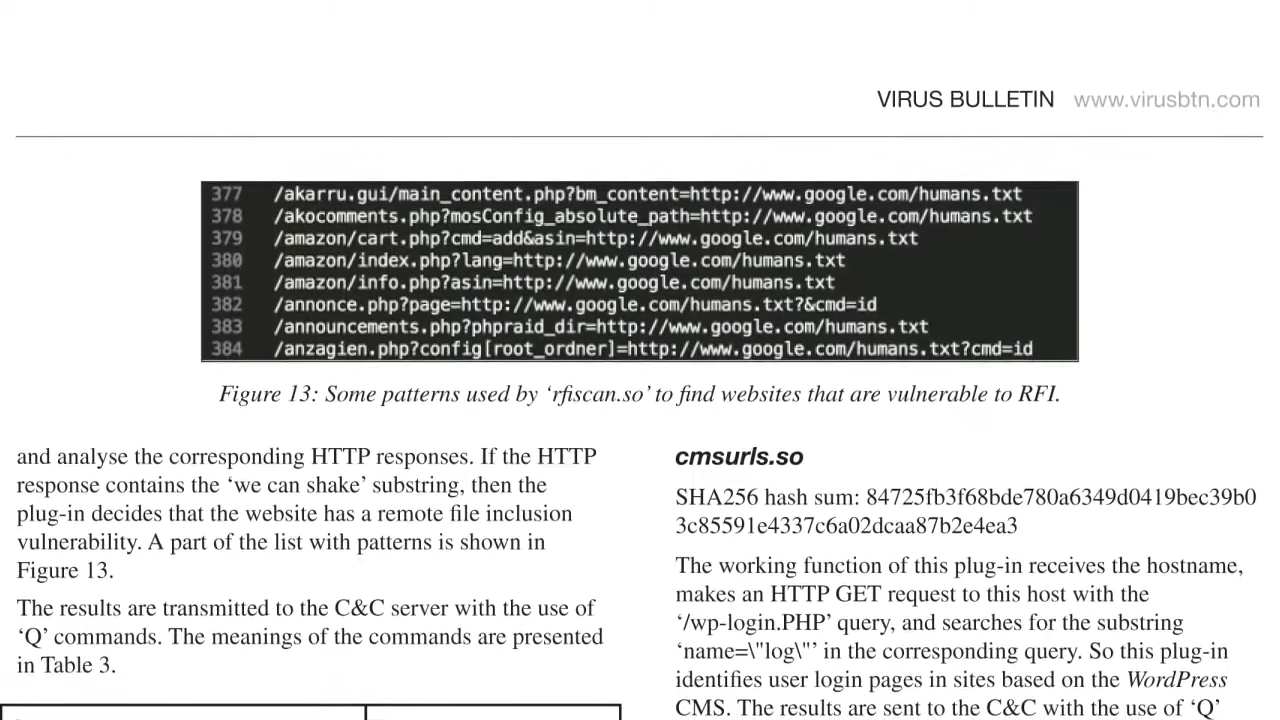 VIRUS BULLETIN www.virusbtn.com
377 /akarru.gui/main_content.php?bm_content=http://www.google.com/humans.txt
378 /akocomments.php?mosConfig_absolute_path=http://www.google.com/humans.txt
379 /amazon/cart.php?cmd=add&asin=http://www.google.com/humans.txt
380 /amazon/index.php?lang=http://www.google.com/humans.txt
381 /amazon/info.php?asin=http://www.google.com/humans.txt
382 /annonce.php?page=http://www.google.com/humans.txt?&cmd=id
383 /announcements.php?phpraid_dir=http://www.google.com/humans.txt
384 /anzagien.php?config[root_ordner]=http://www.google.com/humans.txt?cmd=id
Figure 13: Some patterns used by ‘rfiscan.so’ to find websites that are vulnerable to RFI.
and analyse the corresponding HTTP responses. If the HTTP
response contains the ‘we can shake’ substring, then the
plug-in decides that the website has a remote file inclusion
vulnerability. A part of the list with patterns is shown in
Figure 13.
The results are transmitted to the C&C server with the use of
‘Q’ commands. The meanings of the commands are presented
in Table 3.
cmsurls.so
SHA256 hash sum: 84725fb3f68bde780a6349d0419bec39b0
3c85591e4337c6a02dcaa87b2e4ea3
The working function of this plug-in receives the hostname,
makes an HTTP GET request to this host with the
‘/wp-login.PHP’ query, and searches for the substring
‘name=\"log\"’ in the corresponding query. So this plug-in
identifies user login pages in sites based on the WordPress
CMS. The results are sent to the C&C with the use of ‘Q’